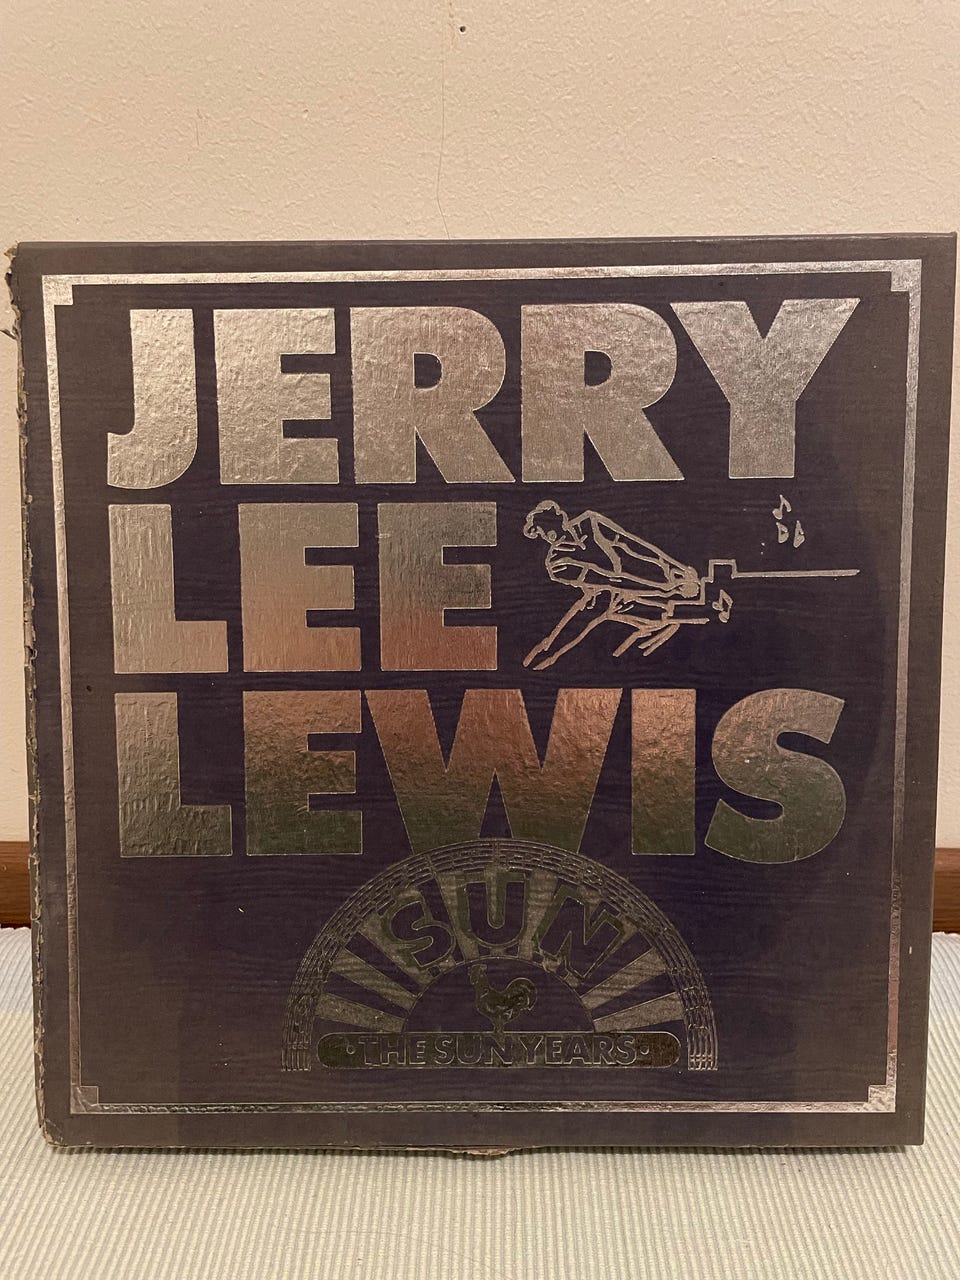 JERRY
LEE
LEWIS
SUN
·THE SUN YEARS·